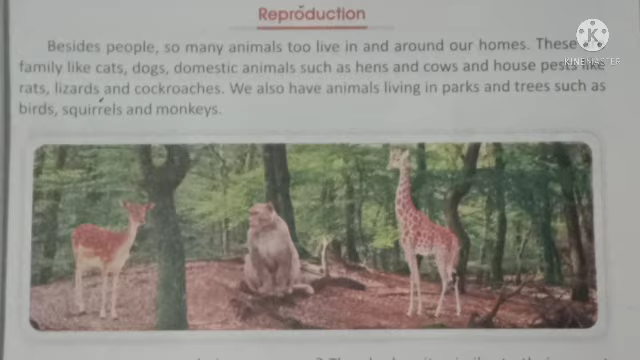 Reproduction
K
KINEMASTER
Besides people, so many animals too live in and around our homes. These
family like cats, dogs, domestic animals such as hens and cows and house pests like
rats, lizards and cockroaches. We also have animals living in parks and trees such as
birds, squirrels and monkeys.